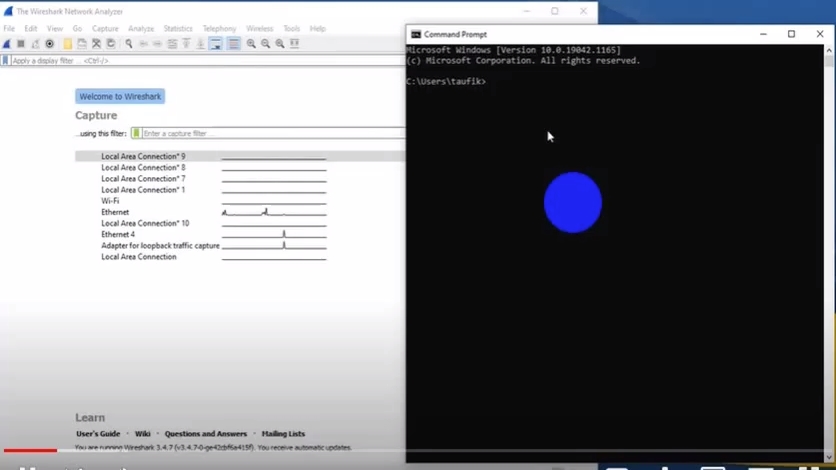 The Wireshark Network Analyzer
File Edit View Go Capture Analyze Statistics Telephony Wireless Tools Help
Apply a display filter ... <Ctrl-/>
Welcome to Wireshark
Capture
...using this filter: Enter a capture filter ...
Local Area Connection* 9
Local Area Connection* 8
Local Area Connection* 7
Local Area Connection* 1
Wi-Fi
Ethernet
Local Area Connection* 10
Ethernet 4
Adapter for loopback traffic capture
Local Area Connection
Learn
User's Guide · Wiki · Questions and Answers · Mailing Lists
You are running Wireshark 3.4.7 You receive automatic updates.
Command Prompt
Microsoft Windows [Version 10.0.19042.1165]
(c) Microsoft Corporation. All rights reserved.
C:\Users\taufik>